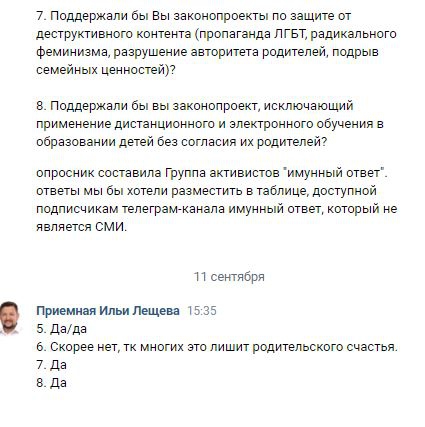 7. Поддержали бы Вы законопроекты по защите от
деструктивного контента (пропаганда ЛГБТ, радикального
феминизма, разрушение авторитета родителей, подрыв
семейных ценностей)?
8. Поддержали бы вы законопроект, исключающий
применение дистанционного и электронного обучения в
образовании детей без согласия их родителей?
опросник составила Группа активистов "имунный ответ".
ответы мы бы хотели разместить в таблице, доступной
подписчикам телеграм-канала имунный ответ, который не
является СМИ.
11 сентября
Приемная Ильи Лещева 15:35
5. Да/да
6. Скорее нет, тк многих это лишит родительского счастья.
7. Да
8. Да